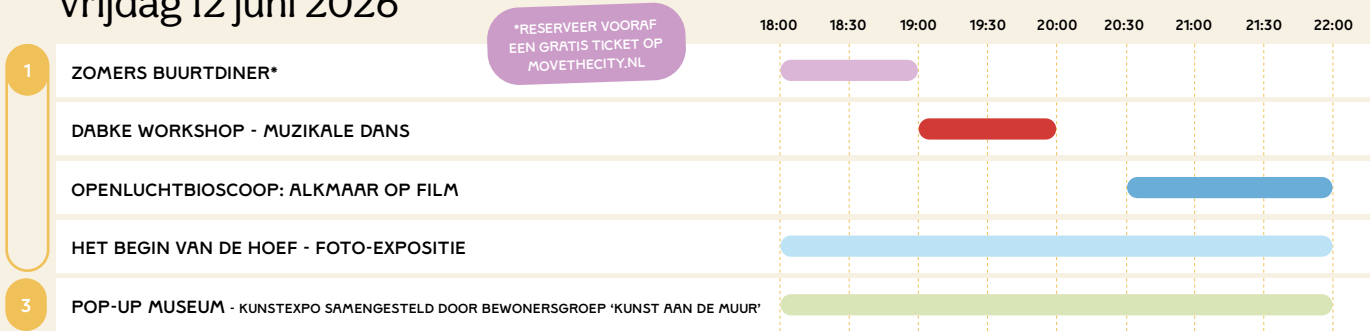 vrijdag 12 juni 2026
*RESERVEER VOORAF
EEN GRATIS TICKET OP
MOVETHECITY.NL
18:00 18:30 19:00 19:30 20:00 20:30 21:00 21:30 22:00
1
ZOMERS BUURTDINER*
DABKE WORKSHOP - MUZIKALE DANS
OPENLUCHTBIOSCOOP: ALKMAAR OP FILM
HET BEGIN VAN DE HOEF - FOTO-EXPOSITIE
3
POP-UP MUSEUM - KUNSTEXPO SAMENGESTELD DOOR BEWONERSGROEP ‘KUNST AAN DE MUUR’